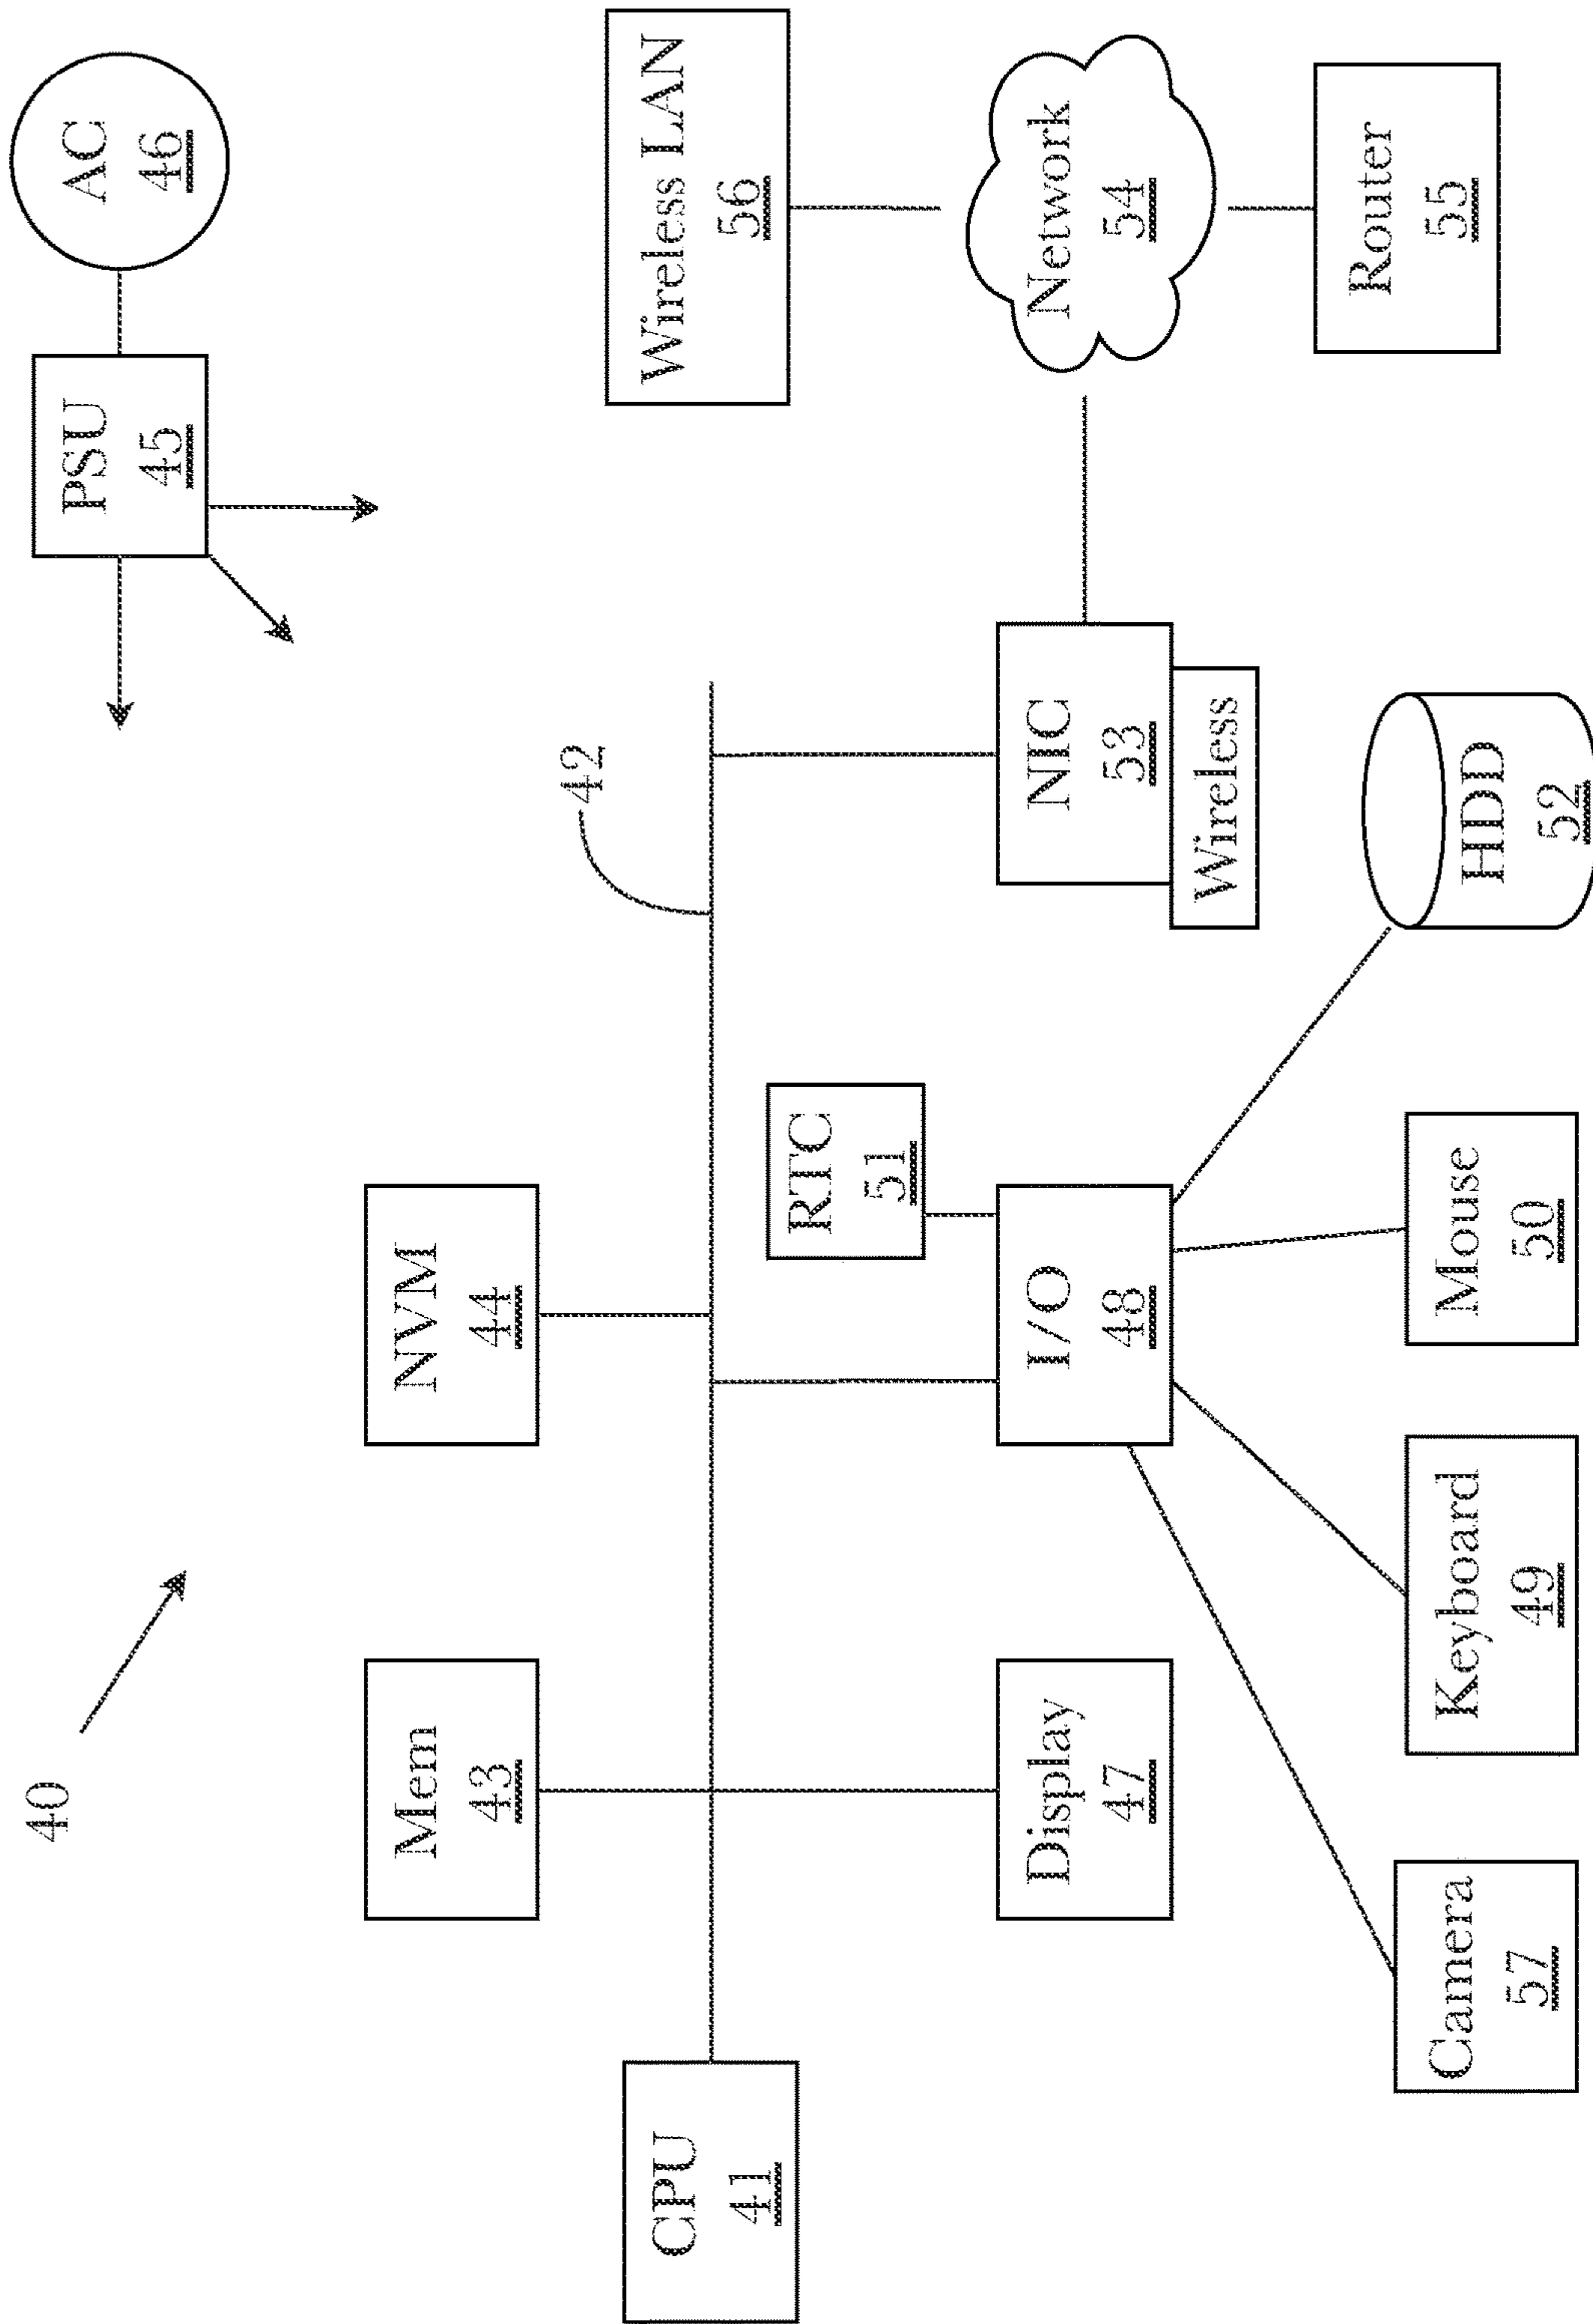 40
PSU
45
AC
46
Mem
43
NVM
44
42
Wireless LAN
56
CPU
41
RTC
51
Display
47
I/O
48
NIC
53
Wireless
Network
54
Camera
57
Keyboard
49
Mouse
50
HDD
52
Router
55